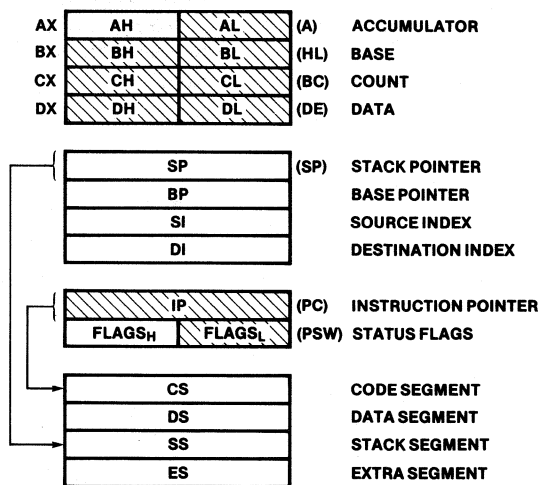 AX AH AL (A) ACCUMULATOR
BX BH BL (HL) BASE
CX CH CL (BC) COUNT
DX DH DL (DE) DATA
SP (SP) STACK POINTER
BP BASE POINTER
SI SOURCE INDEX
DI DESTINATION INDEX
IP (PC) INSTRUCTION POINTER
FLAGSH FLAGSL (PSW) STATUS FLAGS
CS CODE SEGMENT
DS DATA SEGMENT
SS STACK SEGMENT
ES EXTRA SEGMENT